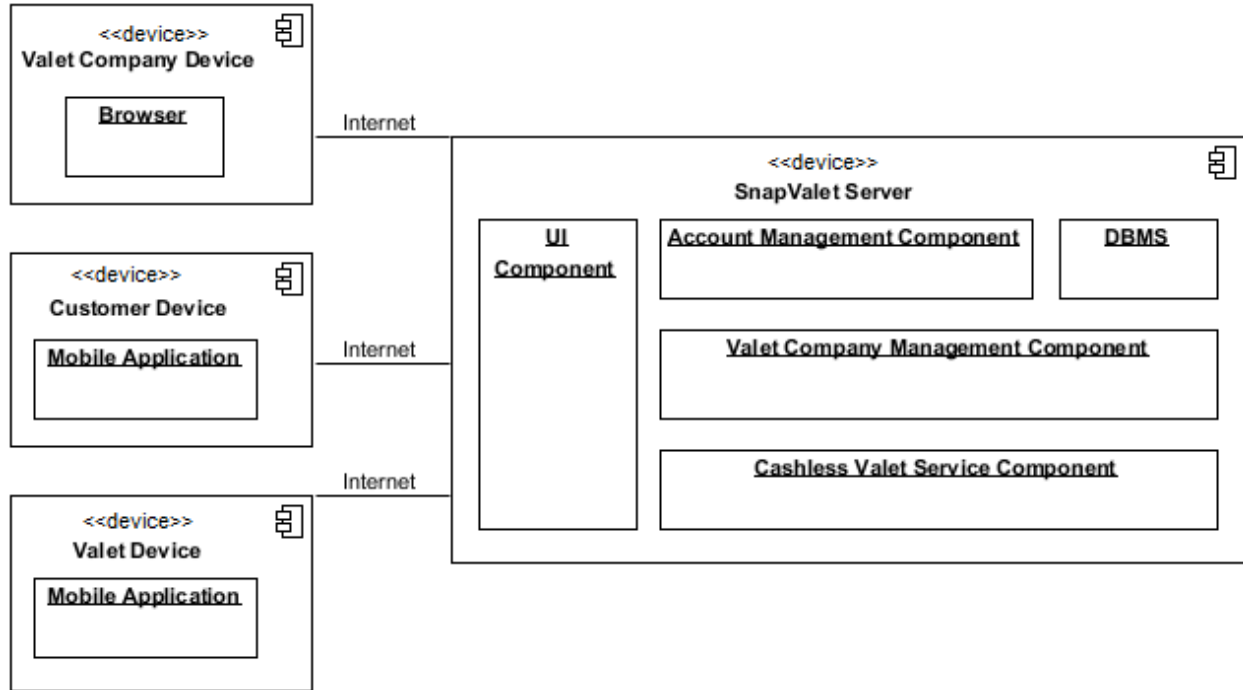 <<device>>
Valet Company Device
Browser
Internet
<<device>>
SnapValet Server
UI
Component
Account Management Component
DBMS
Valet Company Management Component
Cashless Valet Service Component
<<device>>
Customer Device
Mobile Application
Internet
<<device>>
Valet Device
Mobile Application
Internet